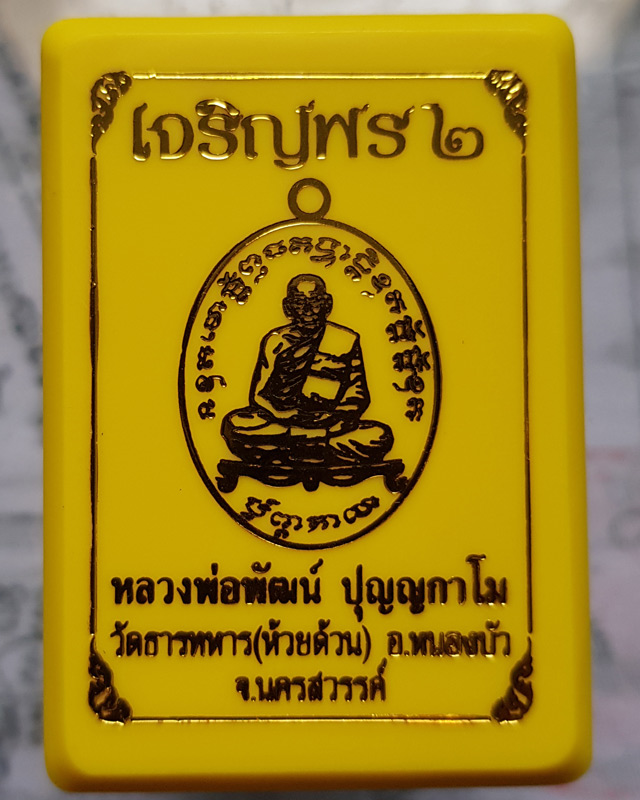 เจริญพร ๒
หลวงพ่อพัฒน์ ปุญญกาโม
วัดธารทหาร(ห้วยด้วน) อ.หนองบัว
จ.นครสวรรค์